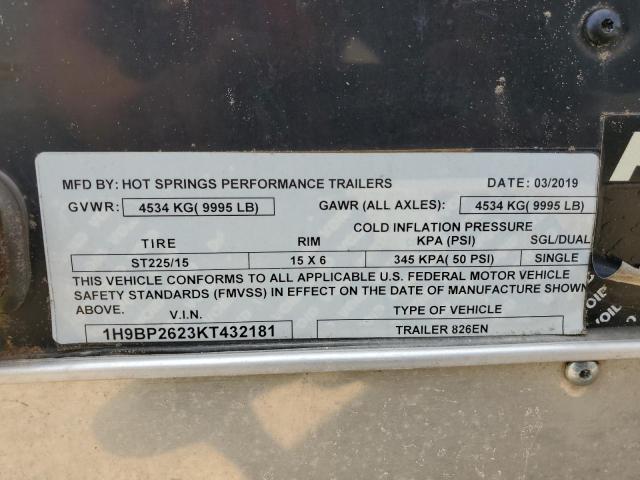 MFD BY: HOT SPRINGS PERFORMANCE TRAILERS DATE: 03/2019
GVWR: 4534 KG( 9995 LB) GAWR (ALL AXLES): 4534 KG( 9995 LB)
COLD INFLATION PRESSURE
TIRE RIM KPA (PSI) SGL/DUAL
ST225/15 15 X 6 345 KPA( 50 PSI) SINGLE
THIS VEHICLE CONFORMS TO ALL APPLICABLE U.S. FEDERAL MOTOR VEHICLE
SAFETY STANDARDS (FMVSS) IN EFFECT ON THE DATE OF MANUFACTURE SHOWN
ABOVE.
V.I.N. TYPE OF VEHICLE
1H9BP2623KT432181 TRAILER 826EN